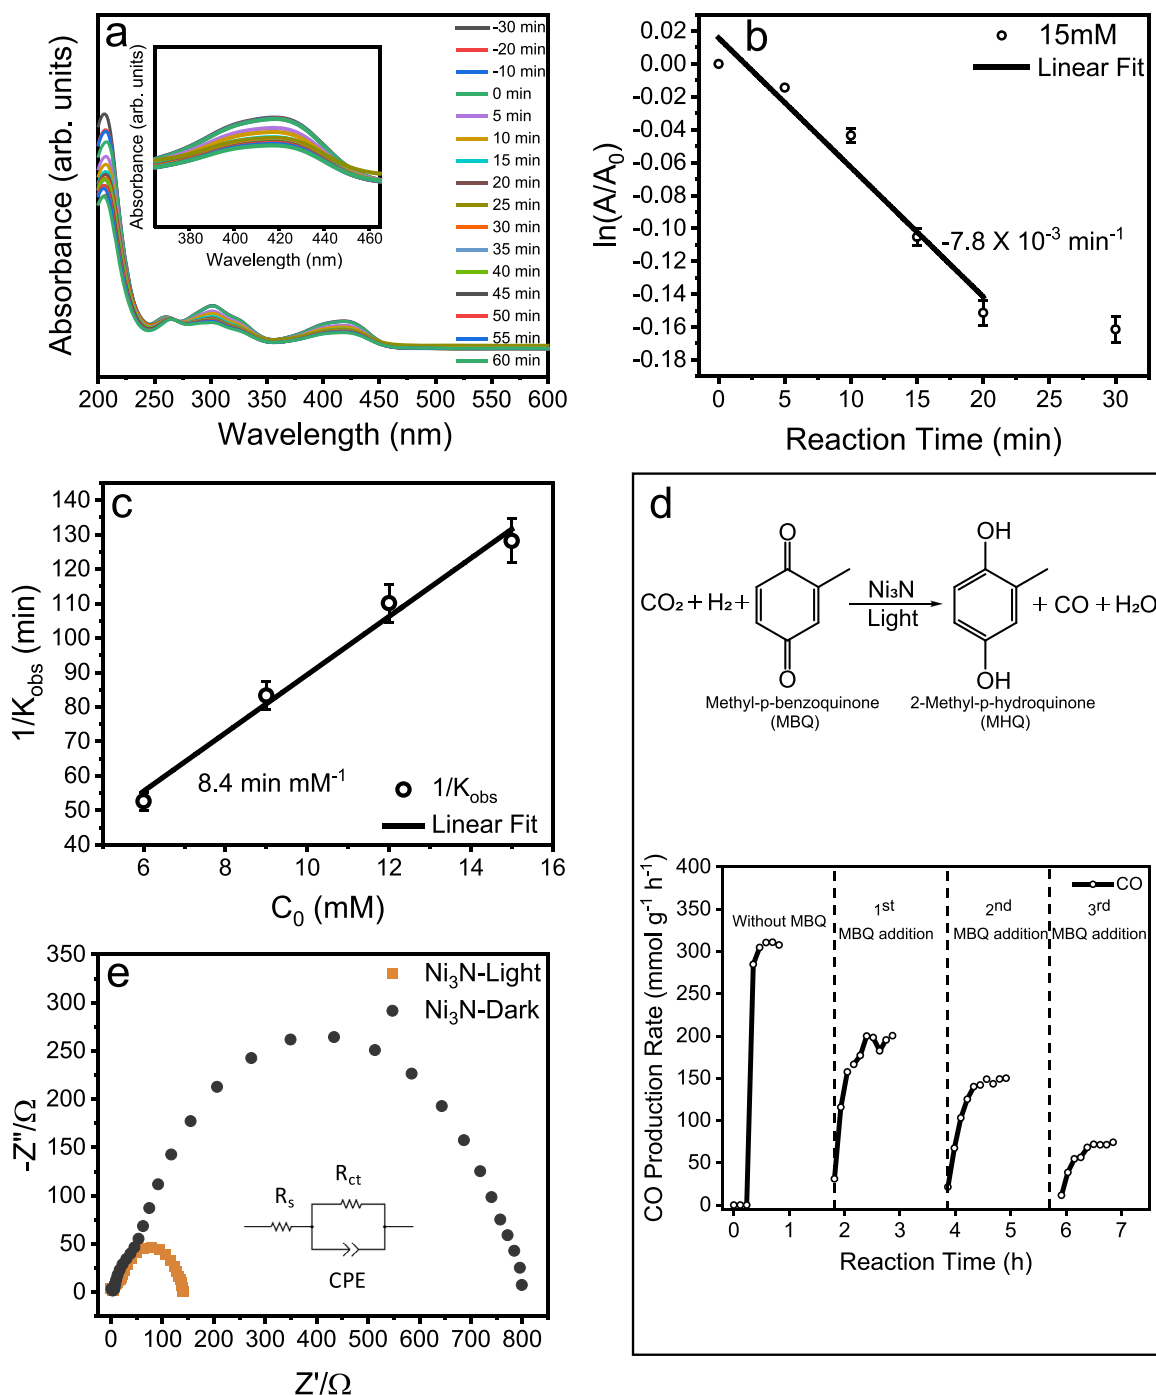 a
Absorbance (arb. units)
Wavelength (nm)
200 250 300 350 400 450 500 550 600
-30 min
-20 min
-10 min
0 min
5 min
10 min
15 min
20 min
25 min
30 min
35 min
40 min
45 min
50 min
55 min
60 min
Absorbance (arb. units)
380 400 420 440 460
Wavelength (nm)
b
15mM
Linear Fit
ln(A/A₀)
0.00
-0.02
-0.04
-0.06
-0.08
-0.10
-0.12
-0.14
-0.16
-0.18
-7.8 X 10⁻³ min⁻¹
0 5 10 15 20 25 30
Reaction Time (min)
c
1/K_obs (min)
140
130
120
110
100
90
80
70
60
50
40
8.4 min mM⁻¹
1/K_obs
Linear Fit
6 8 10 12 14 16
C₀ (mM)
d
CO₂ + H₂ +
O
O
Ni₃N
Light
OH
OH
+ CO + H₂O
Methyl-p-benzoquinone
(MBQ)
2-Methyl-p-hydroquinone
(MHQ)
CO Production Rate (mmol g⁻¹ h⁻¹)
400
350
300
250
200
150
100
50
0
CO
Without MBQ
1st
MBQ addition
2nd
MBQ addition
3rd
MBQ addition
0 1 2 3 4 5 6 7
Reaction Time (h)
e
Ni₃N-Light
Ni₃N-Dark
-Z"/Ω
350
300
250
200
150
100
50
0
R_s
R_ct
CPE
0 100 200 300 400 500 600 700 800
Z'/Ω